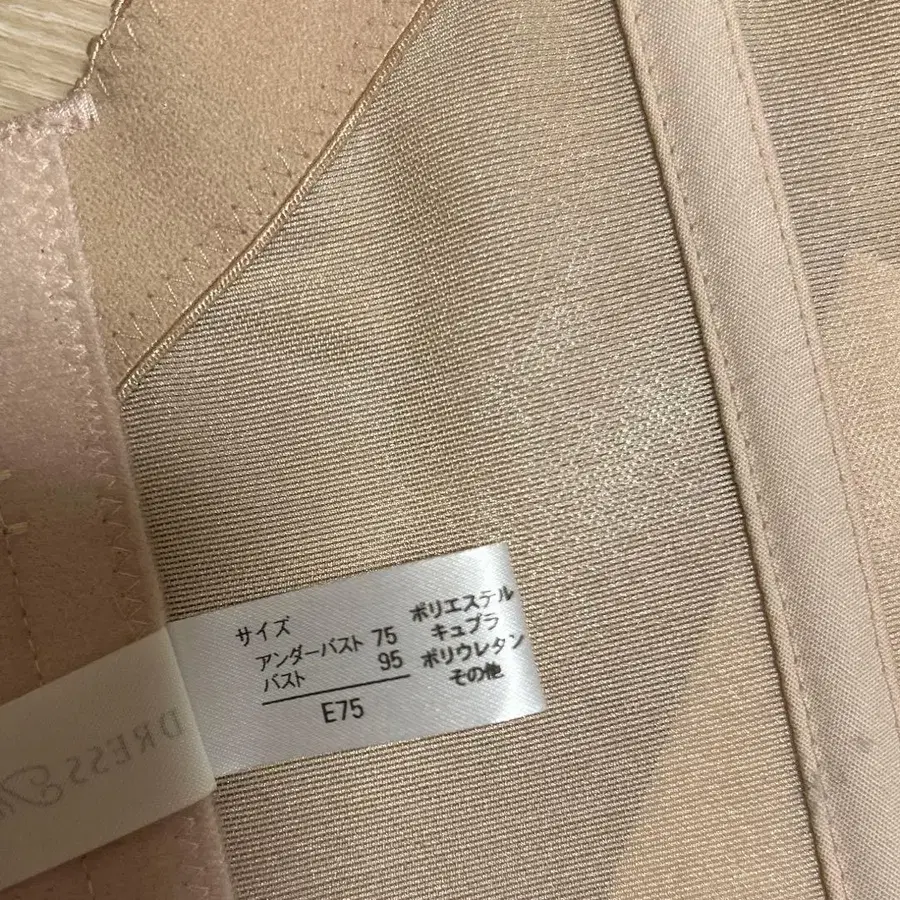 サイズ
アンダーバスト 75
バスト 95
E75
ポリエステル
キュプラ
ポリウレタン
その他
DRESS